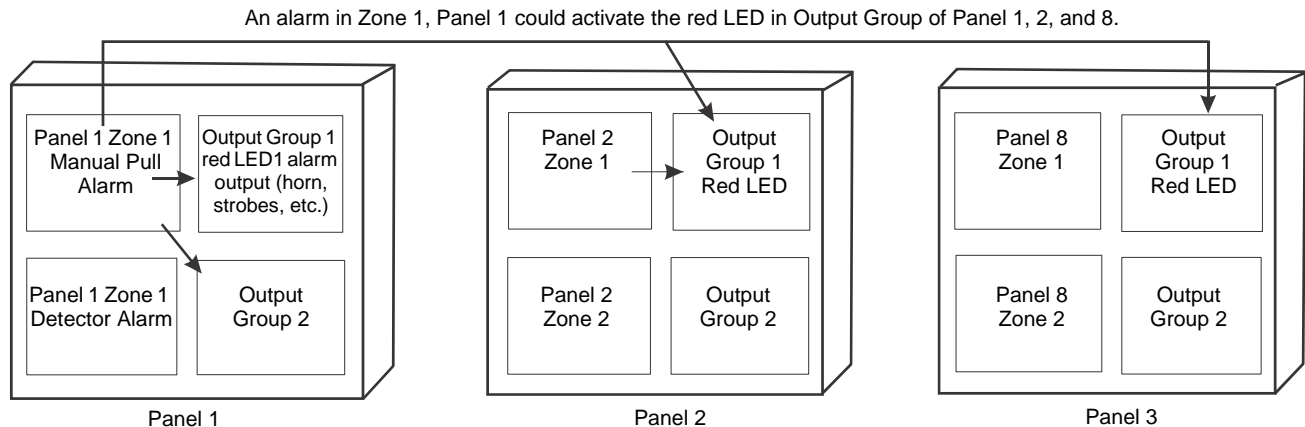 An alarm in Zone 1, Panel 1 could activate the red LED in Output Group of Panel 1, 2, and 8.
Panel 1 Zone 1
Manual Pull
Alarm
Output Group 1
red LED1 alarm
output (horn,
strobes, etc.)
Panel 1 Zone 1
Detector Alarm
Output
Group 2
Panel 1
Panel 2
Zone 1
Output
Group 1
Red LED
Panel 2
Zone 2
Output
Group 2
Panel 2
Panel 8
Zone 1
Output
Group 1
Red LED
Panel 8
Zone 2
Output
Group 2
Panel 3